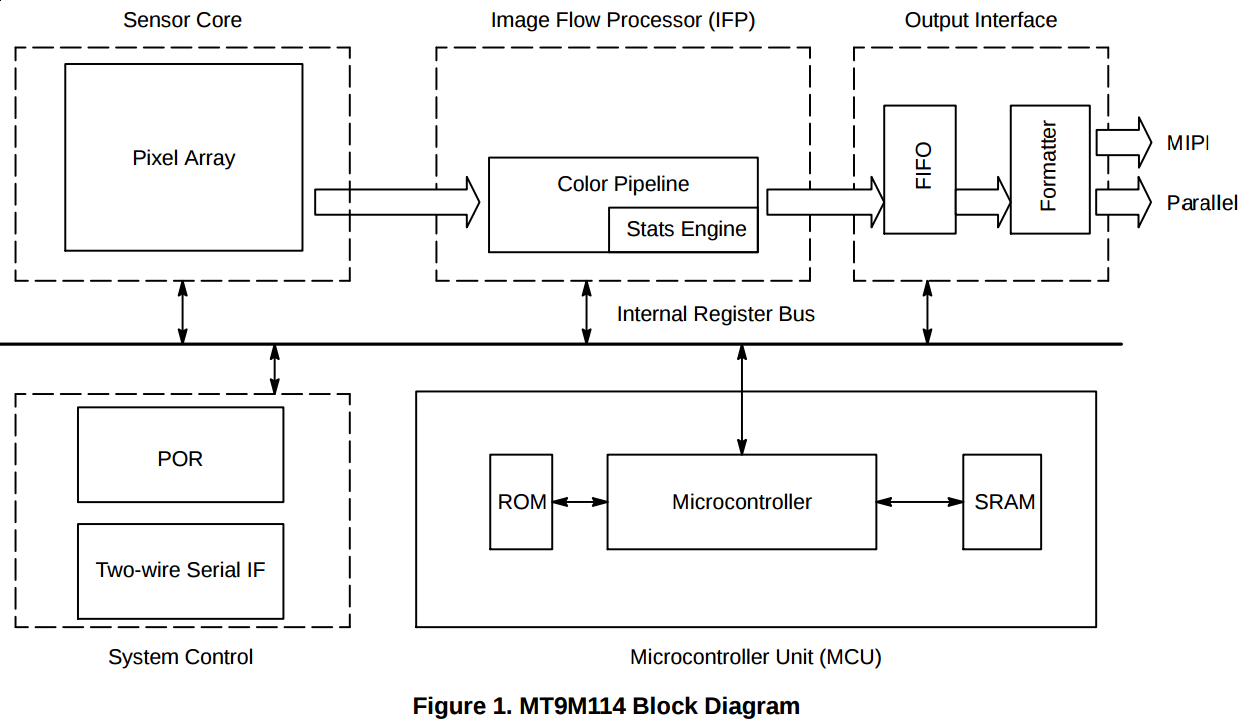 Sensor Core
Image Flow Processor (IFP)
Output Interface
Pixel Array
Color Pipeline
Stats Engine
FIFO
Formatter
MIPI
Parallel
Internal Register Bus
POR
Two-wire Serial IF
ROM
Microcontroller
SRAM
System Control
Microcontroller Unit (MCU)
Figure 1. MT9M114 Block Diagram